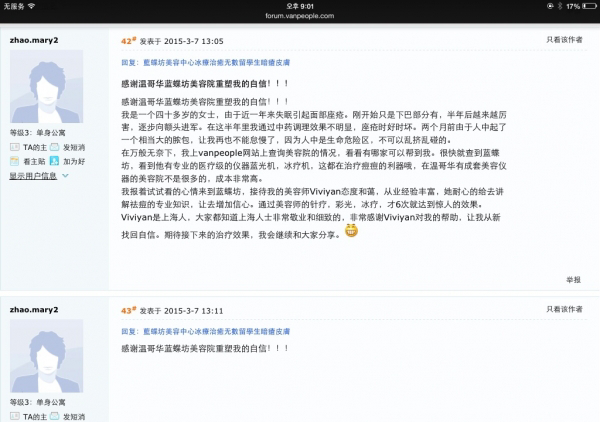 无服务 오후 9:01 17%
forum.vanpeople.com
zhao.mary2
42# 发表于 2015-3-7 13:05 只看该作者
回复：藍蝶坊美容中心冰療治癒无數留學生暗瘡皮膚
感谢温哥华蓝蝶坊美容院重塑我的自信！！！
感谢温哥华蓝蝶坊美容院重塑我的自信！！！
我是一个四十多岁的女士，由于近一年来失眠引起面部痤疮。刚开始只是下巴部分有，半年后越来越厉
害，逐步向额头进军。在这半年里我通过中药调理效果不明显，座疮时好时坏。两个月前由于人中起了
一个相当大的脓包，让我再也不能怠慢了，因为人中是生命危险区，不可以乱挤乱碰的。
在万般无奈下，我上vanpeople网站上查询美容院的情况，看看有哪家可以帮到我。很快就查到蓝蝶
坊，看到他有专业的医疗级的仪器蓝光机，冰疗机，这都在治疗痘痘的利器哦，在温哥华有成套美容仪
器的美容院不是很多的，成本非常高。
我报着试试看的心情来到蓝蝶坊，接待我的美容师Viviyan态度和蔼，从业经验丰富，她耐心的给去讲
解祛痘的专业知识，让去增加信心。通过美容师的针疗，彩光，冰疗，才6次就达到惊人的效果。
Viviyan是上海人，大家都知道上海人士非常敬业和细致的，非常感谢Viviyan对我的帮助，让我从新
找回自信。期待接下来的治疗效果，我会继续和大家分享。
等级3：单身公寓
TA的主 发短消
看主贴 加为好
显示用户信息
举报
zhao.mary2
43# 发表于 2015-3-7 13:11 只看该作者
回复：藍蝶坊美容中心冰療治癒无數留學生暗瘡皮膚
感谢温哥华蓝蝶坊美容院重塑我的自信！！！
等级3：单身公寓
TA的主 发短消